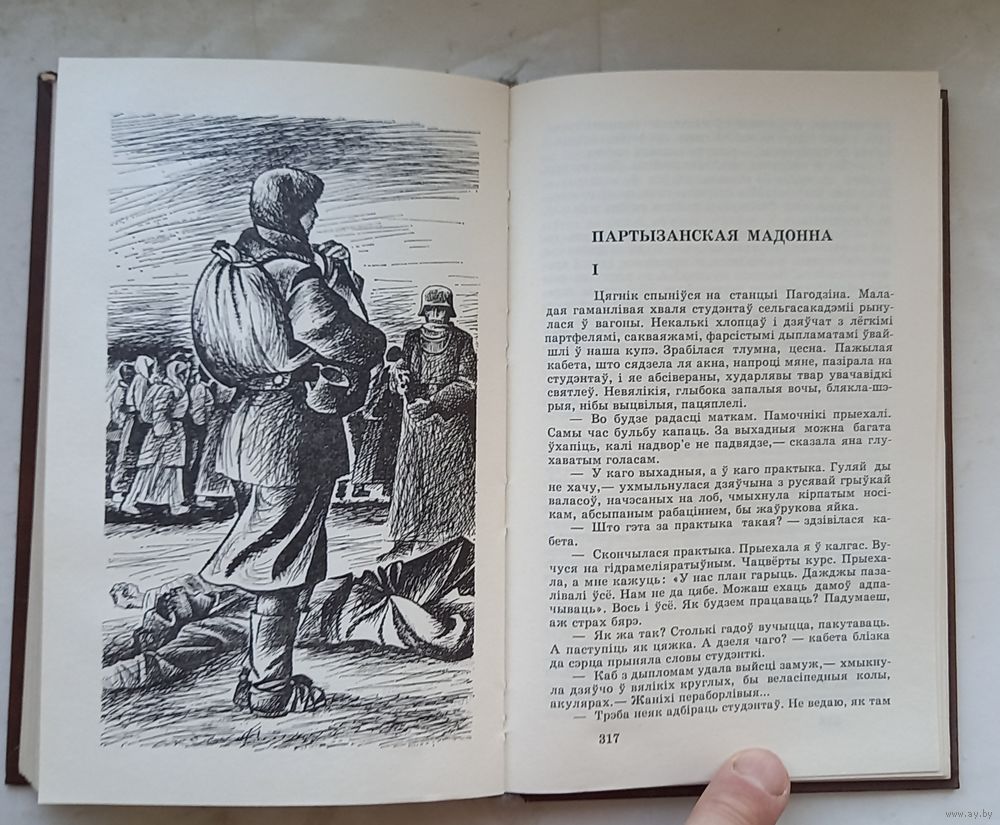 ПАРТЫЗАНСКАЯ МАДОННА
I
Цягнік спыніўся на станцыі Пагодзіна. Мала-
дая гаманлівая хваля студэнтаў сельгасакадэміі рыну-
лася ў вагоны. Некалькі хлопцаў і дзяўчат з лёгкімі
партфелямі, сакваяжамі, фарсістымі дыпламатамі ўвай-
шлі ў наша купэ. Зрабілася тлумна, цесна. Пажылая
кабета, што сядзела ля акна, напроці мяне, пазірала на
студэнтаў, і яе абсівераны, хударлявы твар увачавідкі
святлеў. Невялікія, глыбока запалыя вочы, блякла-шэ-
рыя, нібы выцвілыя, пацяплелі.
— Во будзе радасці маткам. Памочнікі прыехалі.
Самы час бульбу капаць. За выхадныя можна багата
ўхапіць, калі надвор'е не падвядзе,— сказала яна глу-
хаватым голасам.
— У каго выхадныя, а ў каго практыка. Гуляй ды
не хачу,— ухмыльнулася дзяўчына з русявай грыўкай
валасоў, начэсаных на лоб, чмыхнула кірпатым носі-
кам, абсыпаным рабаціннем, бы жаўрукова яйка.
— Што гэта за практыка такая? — здзівілася ка-
бета.
— Скончылася практыка. Прыехала я ў калгас. Ву-
чуся на гідрамеліяратыўным. Чацвёрты курс. Прыеха-
ла, а мне кажуць: «У нас план гарыць. Дажджы паза-
лівалі ўсё. Нам не да цябе. Можаш ехаць дамоў адпа-
чываць». Вось і ўсё. Як будзем працаваць? Падумаеш,
аж страх бярэ.
— Як жа так? Столькі гадоў вучыцца, пакутаваць.
А паступіць як цяжка. А дзеля чаго? — кабета блізка
да сэрца прыняла словы студэнткі.
— Каб з дыпломам удала выйсці замуж,— хмыкну-
ла дзяўчо ў вялікіх круглых, бы веласіпедныя колы,
акулярах.— Жаніхі пераборлівыя...
— Трэба неяк адбіраць студэнтаў. Не ведаю, як там
317
www.ay.by